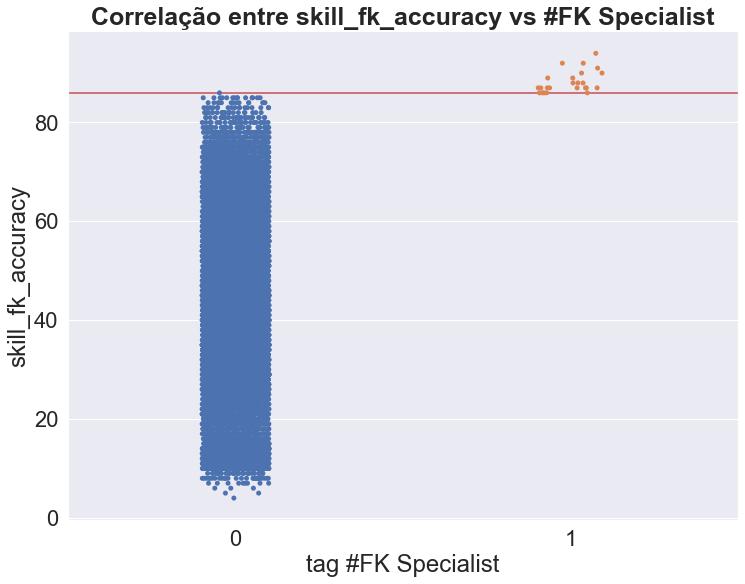 Correlação entre skill_fk_accuracy vs #FK Specialist
80
60
40
20
0
skill_fk_accuracy
0 1
tag #FK Specialist